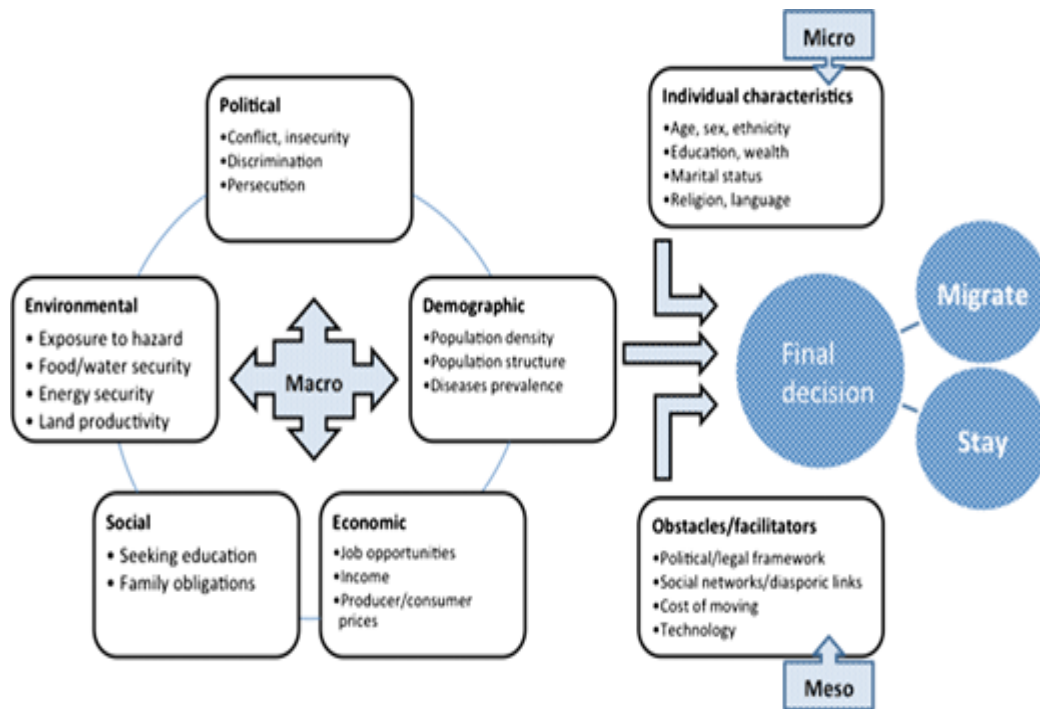 Micro
Individual characteristics
•Age, sex, ethnicity
•Education, wealth
•Marital status
•Religion, language
Political
•Conflict, insecurity
•Discrimination
•Persecution
Environmental
• Exposure to hazard
• Food/water security
• Energy security
• Land productivity
Macro
Demographic
•Population density
•Population structure
•Diseases prevalence
Social
• Seeking education
• Family obligations
Economic
•Job opportunities
•Income
•Producer/consumer
prices
Final
decision
Migrate
Stay
Obstacles/facilitators
•Political/legal framework
•Social networks/diasporic links
•Cost of moving
•Technology
Meso